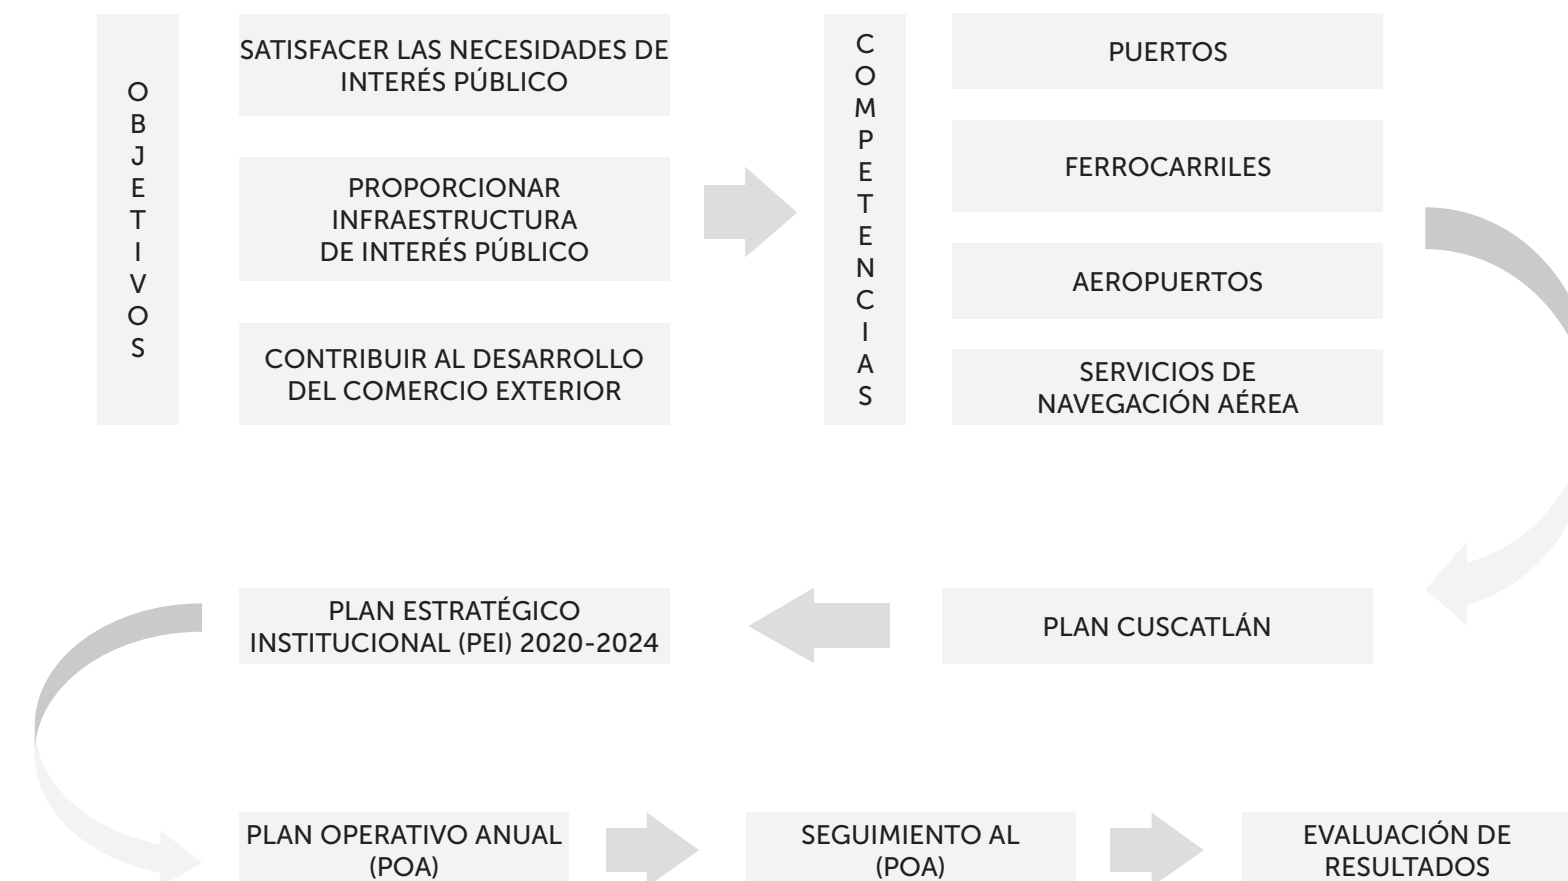 OBJETIVOS
SATISFACER LAS NECESIDADES DE
INTERÉS PÚBLICO
PROPORCIONAR
INFRAESTRUCTURA
DE INTERÉS PÚBLICO
CONTRIBUIR AL DESARROLLO
DEL COMERCIO EXTERIOR
COMPETENCIAS
PUERTOS
FERROCARRILES
AEROPUERTOS
SERVICIOS DE
NAVEGACIÓN AÉREA
PLAN CUSCATLÁN
PLAN ESTRATÉGICO
INSTITUCIONAL (PEI) 2020-2024
PLAN OPERATIVO ANUAL
(POA)
SEGUIMIENTO AL
(POA)
EVALUACIÓN DE
RESULTADOS